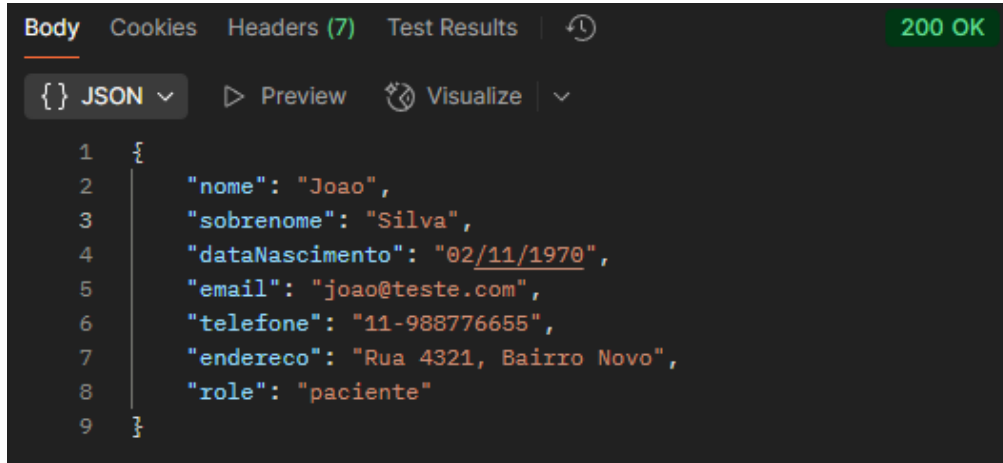 Body Cookies Headers (7) Test Results 200 OK
{} JSON Preview Visualize
1 {
2 "nome": "Joao",
3 "sobrenome": "Silva",
4 "dataNascimento": "02/11/1970",
5 "email": "joao@teste.com",
6 "telefone": "11-988776655",
7 "endereco": "Rua 4321, Bairro Novo",
8 "role": "paciente"
9 }